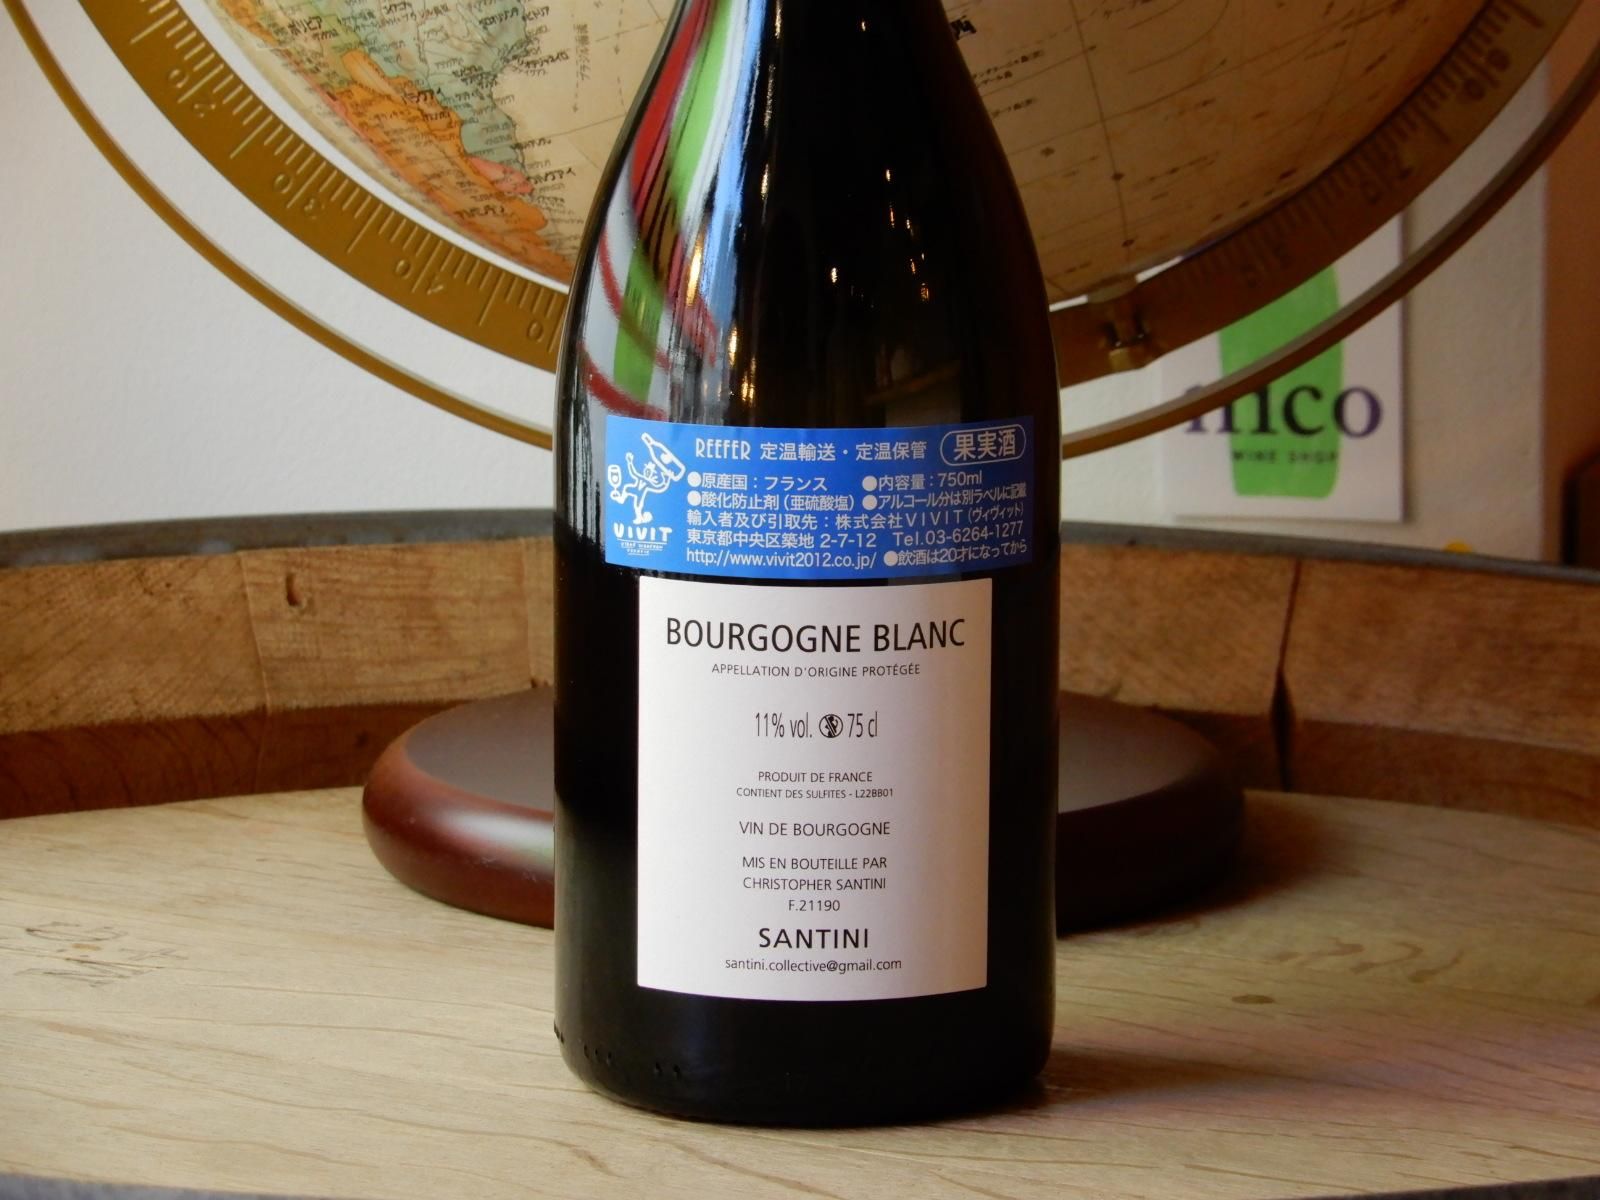 REEFER 定温輸送・定温保管 果実酒
●原産国：フランス ●内容量：750ml
●酸化防止剤（亜硫酸塩）●アルコール分は別ラベルに記載
輸入者及び引取先：株式会社VIVIT（ヴィヴィット）
東京都中央区築地 2-7-12 Tel.03-6264-1277
http://www.vivit2012.co.jp/ ●飲酒は20才になってから
VIVIT
BOURGOGNE BLANC
APPELLATION D'ORIGINE PROTÉGÉE
11% vol. 75 cl
PRODUIT DE FRANCE
CONTIENT DES SULFITES - L22BB01
VIN DE BOURGOGNE
MIS EN BOUTEILLE PAR
CHRISTOPHER SANTINI
F.21190
SANTINI
santini.collective@gmail.com
nco
WINE SHOP